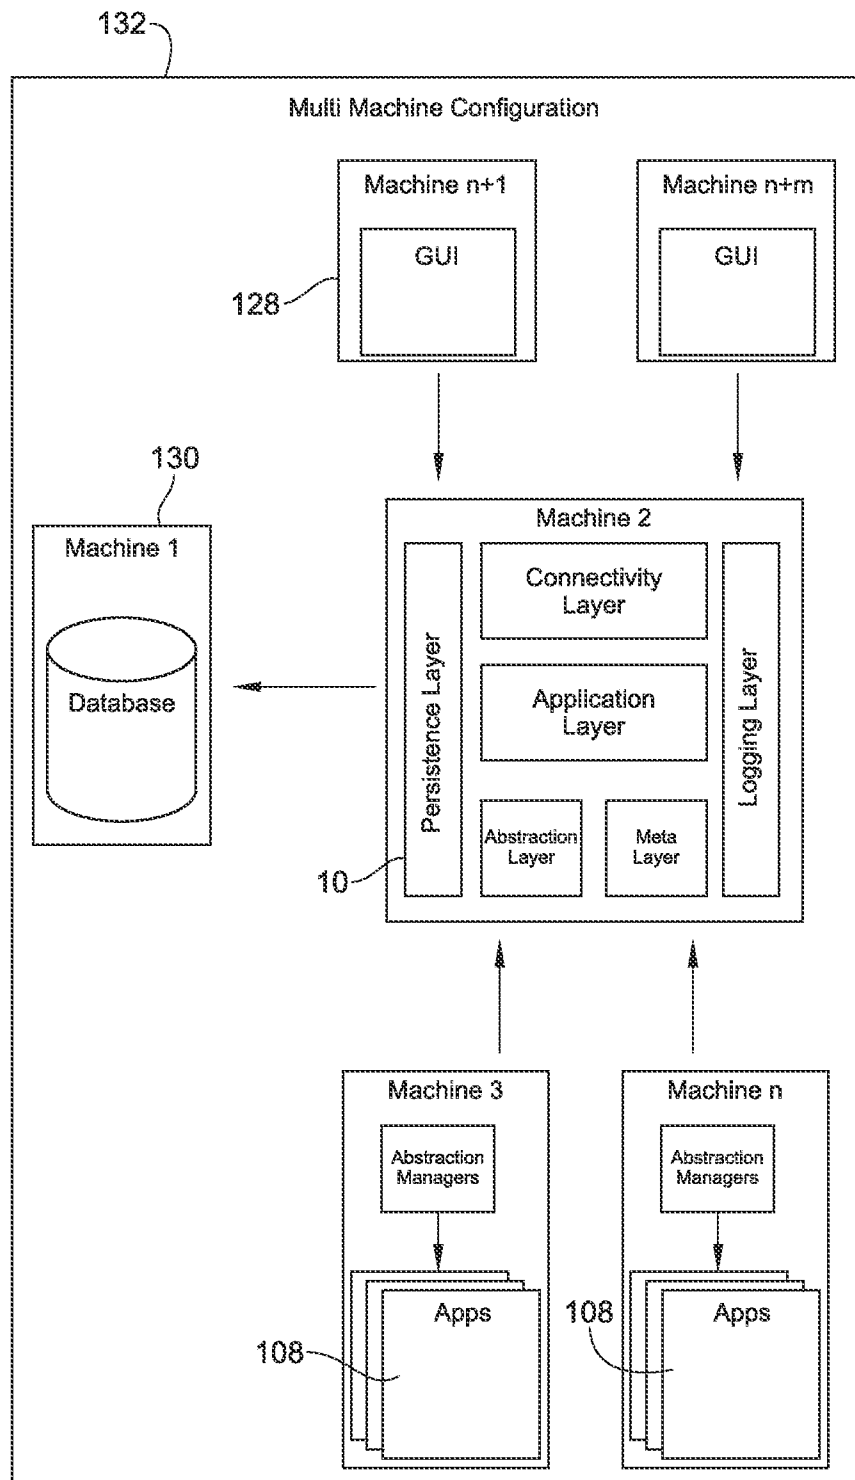 132
Multi Machine Configuration
Machine n+1
GUI
128
Machine n+m
GUI
130
Machine 1
Database
Machine 2
Persistence Layer
Connectivity
Layer
Application
Layer
Abstraction
Layer
Meta
Layer
Logging Layer
10
Machine 3
Abstraction
Managers
Apps
108
Machine n
Abstraction
Managers
Apps
108